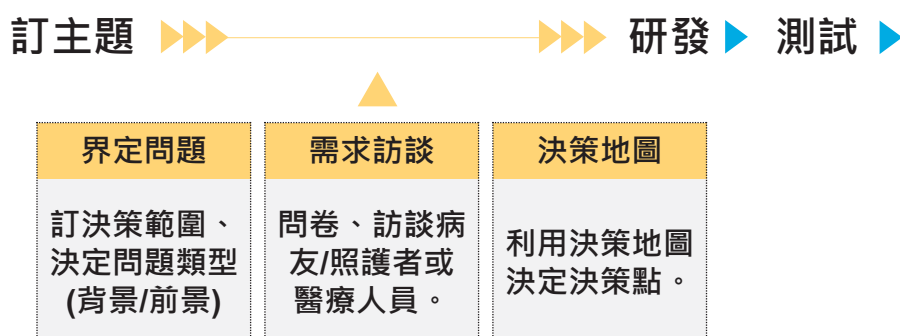 訂主題
研發
測試
界定問題
訂決策範圍、
決定問題類型
(背景/前景)
需求訪談
問卷、訪談病
友/照護者或
醫療人員。
決策地圖
利用決策地圖
決定決策點。